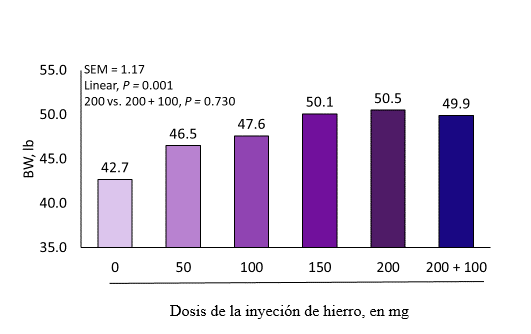 SEM = 1.17
Linear, P = 0.001
200 vs. 200 + 100, P = 0.730
55.0
50.0
45.0
40.0
35.0
BW, lb
42.7
46.5
47.6
50.1
50.5
49.9
0
50
100
150
200
200 + 100
Dosis de la inyeción de hierro, en mg